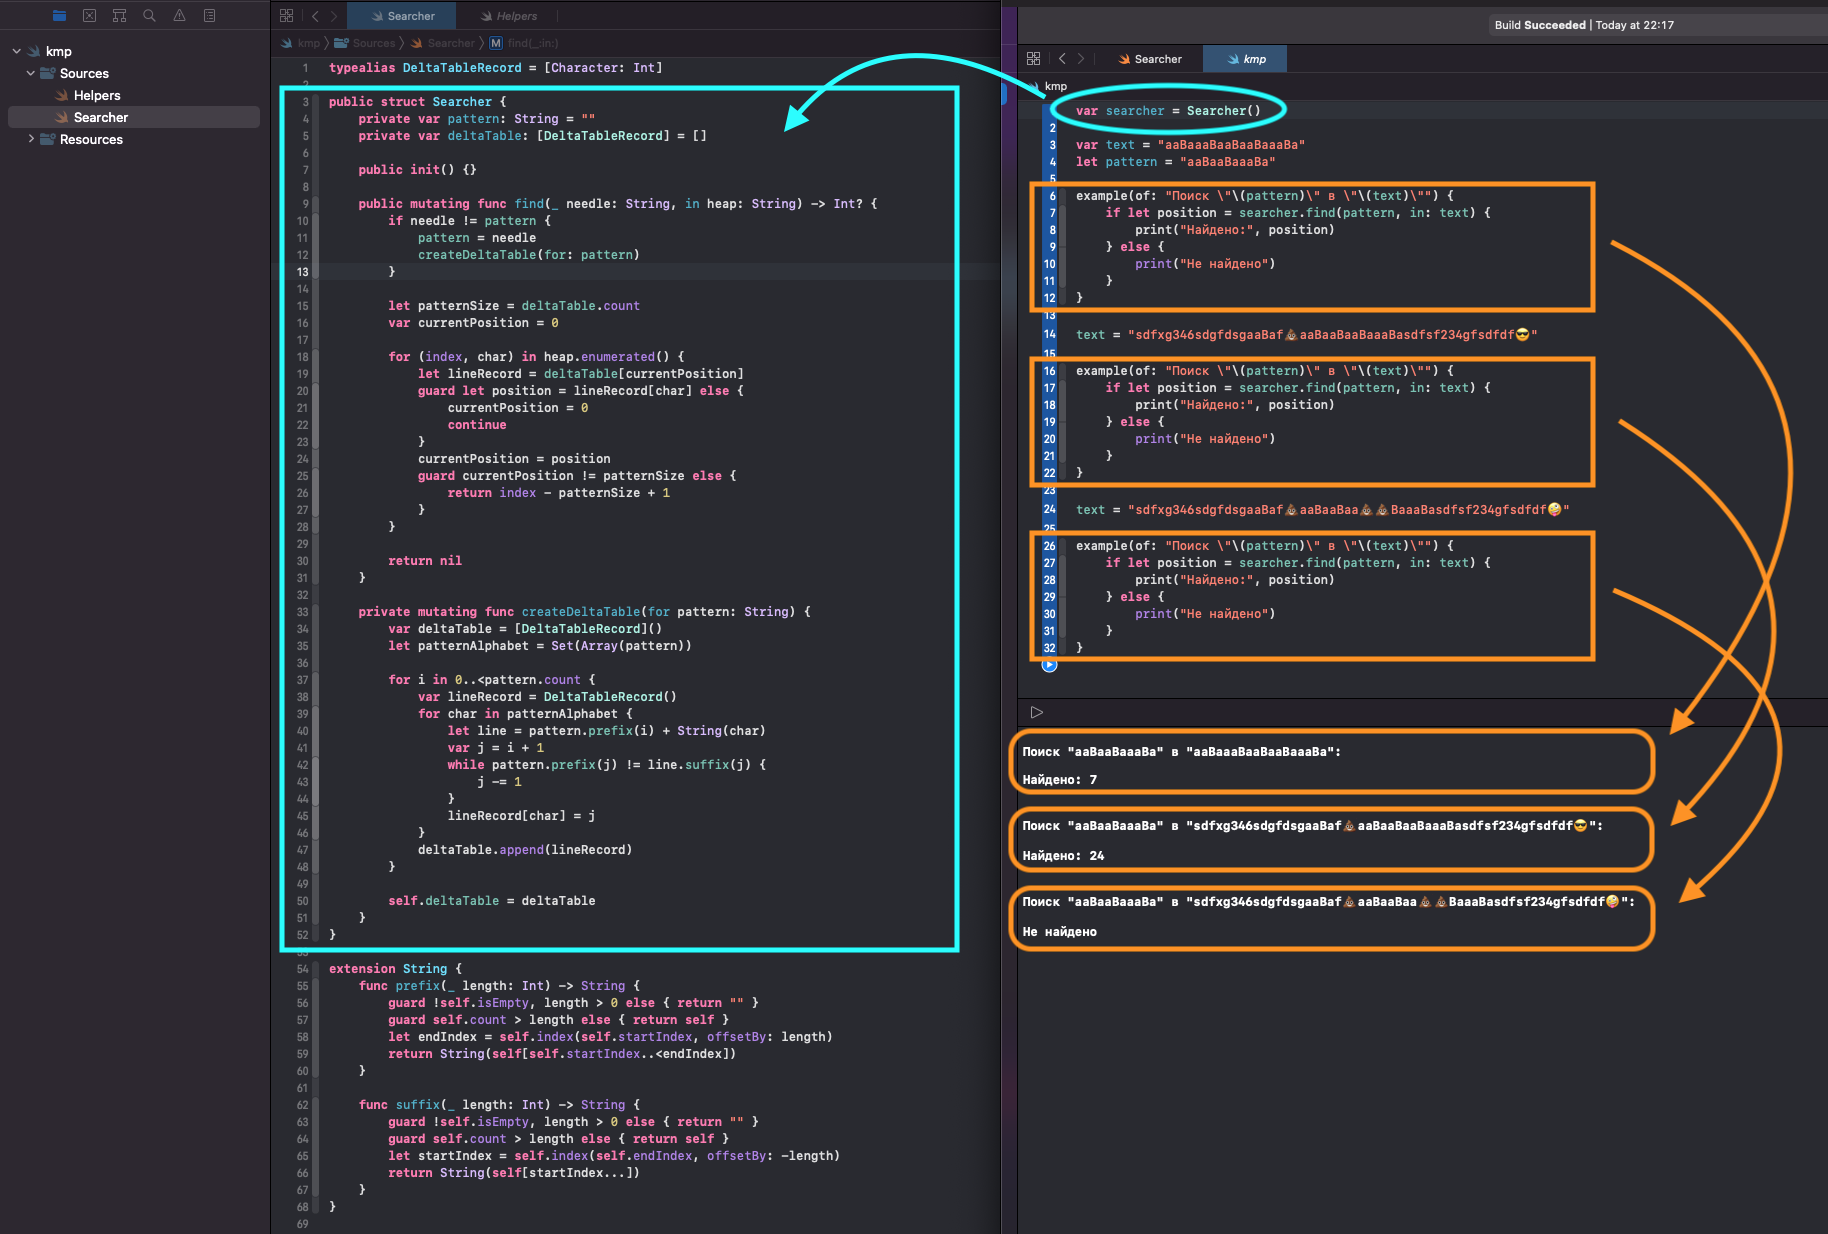 kmp
Sources
Helpers
Searcher
Resources
Searcher
Helpers
kmp
Sources
Searcher
M
find(_:in:)
1 typealias DeltaTableRecord = [Character: Int]
2
3 public struct Searcher {
4 private var pattern: String = ""
5 private var deltaTable: [DeltaTableRecord] = []
6
7 public init() {}
8
9 public mutating func find(_ needle: String, in heap: String) -> Int? {
10 if needle != pattern {
11 pattern = needle
12 createDeltaTable(for: pattern)
13 }
14
15 let patternSize = deltaTable.count
16 var currentPosition = 0
17
18 for (index, char) in heap.enumerated() {
19 let lineRecord = deltaTable[currentPosition]
20 guard let position = lineRecord[char] else {
21 currentPosition = 0
22 continue
23 }
24 currentPosition = position
25 guard currentPosition != patternSize else {
26 return index - patternSize + 1
27 }
28 }
29
30 return nil
31 }
32
33 private mutating func createDeltaTable(for pattern: String) {
34 var deltaTable = [DeltaTableRecord]()
35 let patternAlphabet = Set(Array(pattern))
36
37 for i in 0..<pattern.count {
38 var lineRecord = DeltaTableRecord()
39 for char in patternAlphabet {
40 let line = pattern.prefix(i) + String(char)
41 var j = i + 1
42 while pattern.prefix(j) != line.suffix(j) {
43 j -= 1
44 }
45 lineRecord[char] = j
46 }
47 deltaTable.append(lineRecord)
48 }
49
50 self.deltaTable = deltaTable
51 }
52 }
53
54 extension String {
55 func prefix(_ length: Int) -> String {
56 guard !self.isEmpty, length > 0 else { return "" }
57 guard self.count > length else { return self }
58 let endIndex = self.index(self.startIndex, offsetBy: length)
59 return String(self[self.startIndex..<endIndex])
60 }
61
62 func suffix(_ length: Int) -> String {
63 guard !self.isEmpty, length > 0 else { return "" }
64 guard self.count > length else { return self }
65 let startIndex = self.index(self.endIndex, offsetBy: -length)
66 return String(self[startIndex...])
67 }
68 }
69
Build Succeeded | Today at 22:17
Searcher
kmp
kmp
var searcher = Searcher()
2
3 var text = "aaBaaaBaaBaaBaaaBa"
4 let pattern = "aaBaaBaaaBa"
5
6 example(of: "Поиск \"\(pattern)\" в \"\(text)\"") {
7 if let position = searcher.find(pattern, in: text) {
8 print("Найдено:", position)
9 } else {
10 print("Не найдено")
11 }
12 }
13
14 text = "sdfxg346sdgfdsgaaBaf💩aaBaaBaaBaaaBasdfsf234gfsdfdf😎"
15
16 example(of: "Поиск \"\(pattern)\" в \"\(text)\"") {
17 if let position = searcher.find(pattern, in: text) {
18 print("Найдено:", position)
19 } else {
20 print("Не найдено")
21 }
22 }
23
24 text = "sdfxg346sdgfdsgaaBaf💩aaBaaBaa💩💩BaaaBasdfsf234gfsdfdf🤪"
25
26 example(of: "Поиск \"\(pattern)\" в \"\(text)\"") {
27 if let position = searcher.find(pattern, in: text) {
28 print("Найдено:", position)
29 } else {
30 print("Не найдено")
31 }
32 }
Поиск "aaBaaBaaaBa" в "aaBaaaBaaBaaBaaaBa":
Найдено: 7
Поиск "aaBaaBaaaBa" в "sdfxg346sdgfdsgaaBaf💩aaBaaBaaBaaaBasdfsf234gfsdfdf😎":
Найдено: 24
Поиск "aaBaaBaaaBa" в "sdfxg346sdgfdsgaaBaf💩aaBaaBaa💩💩BaaaBasdfsf234gfsdfdf🤪":
Не найдено